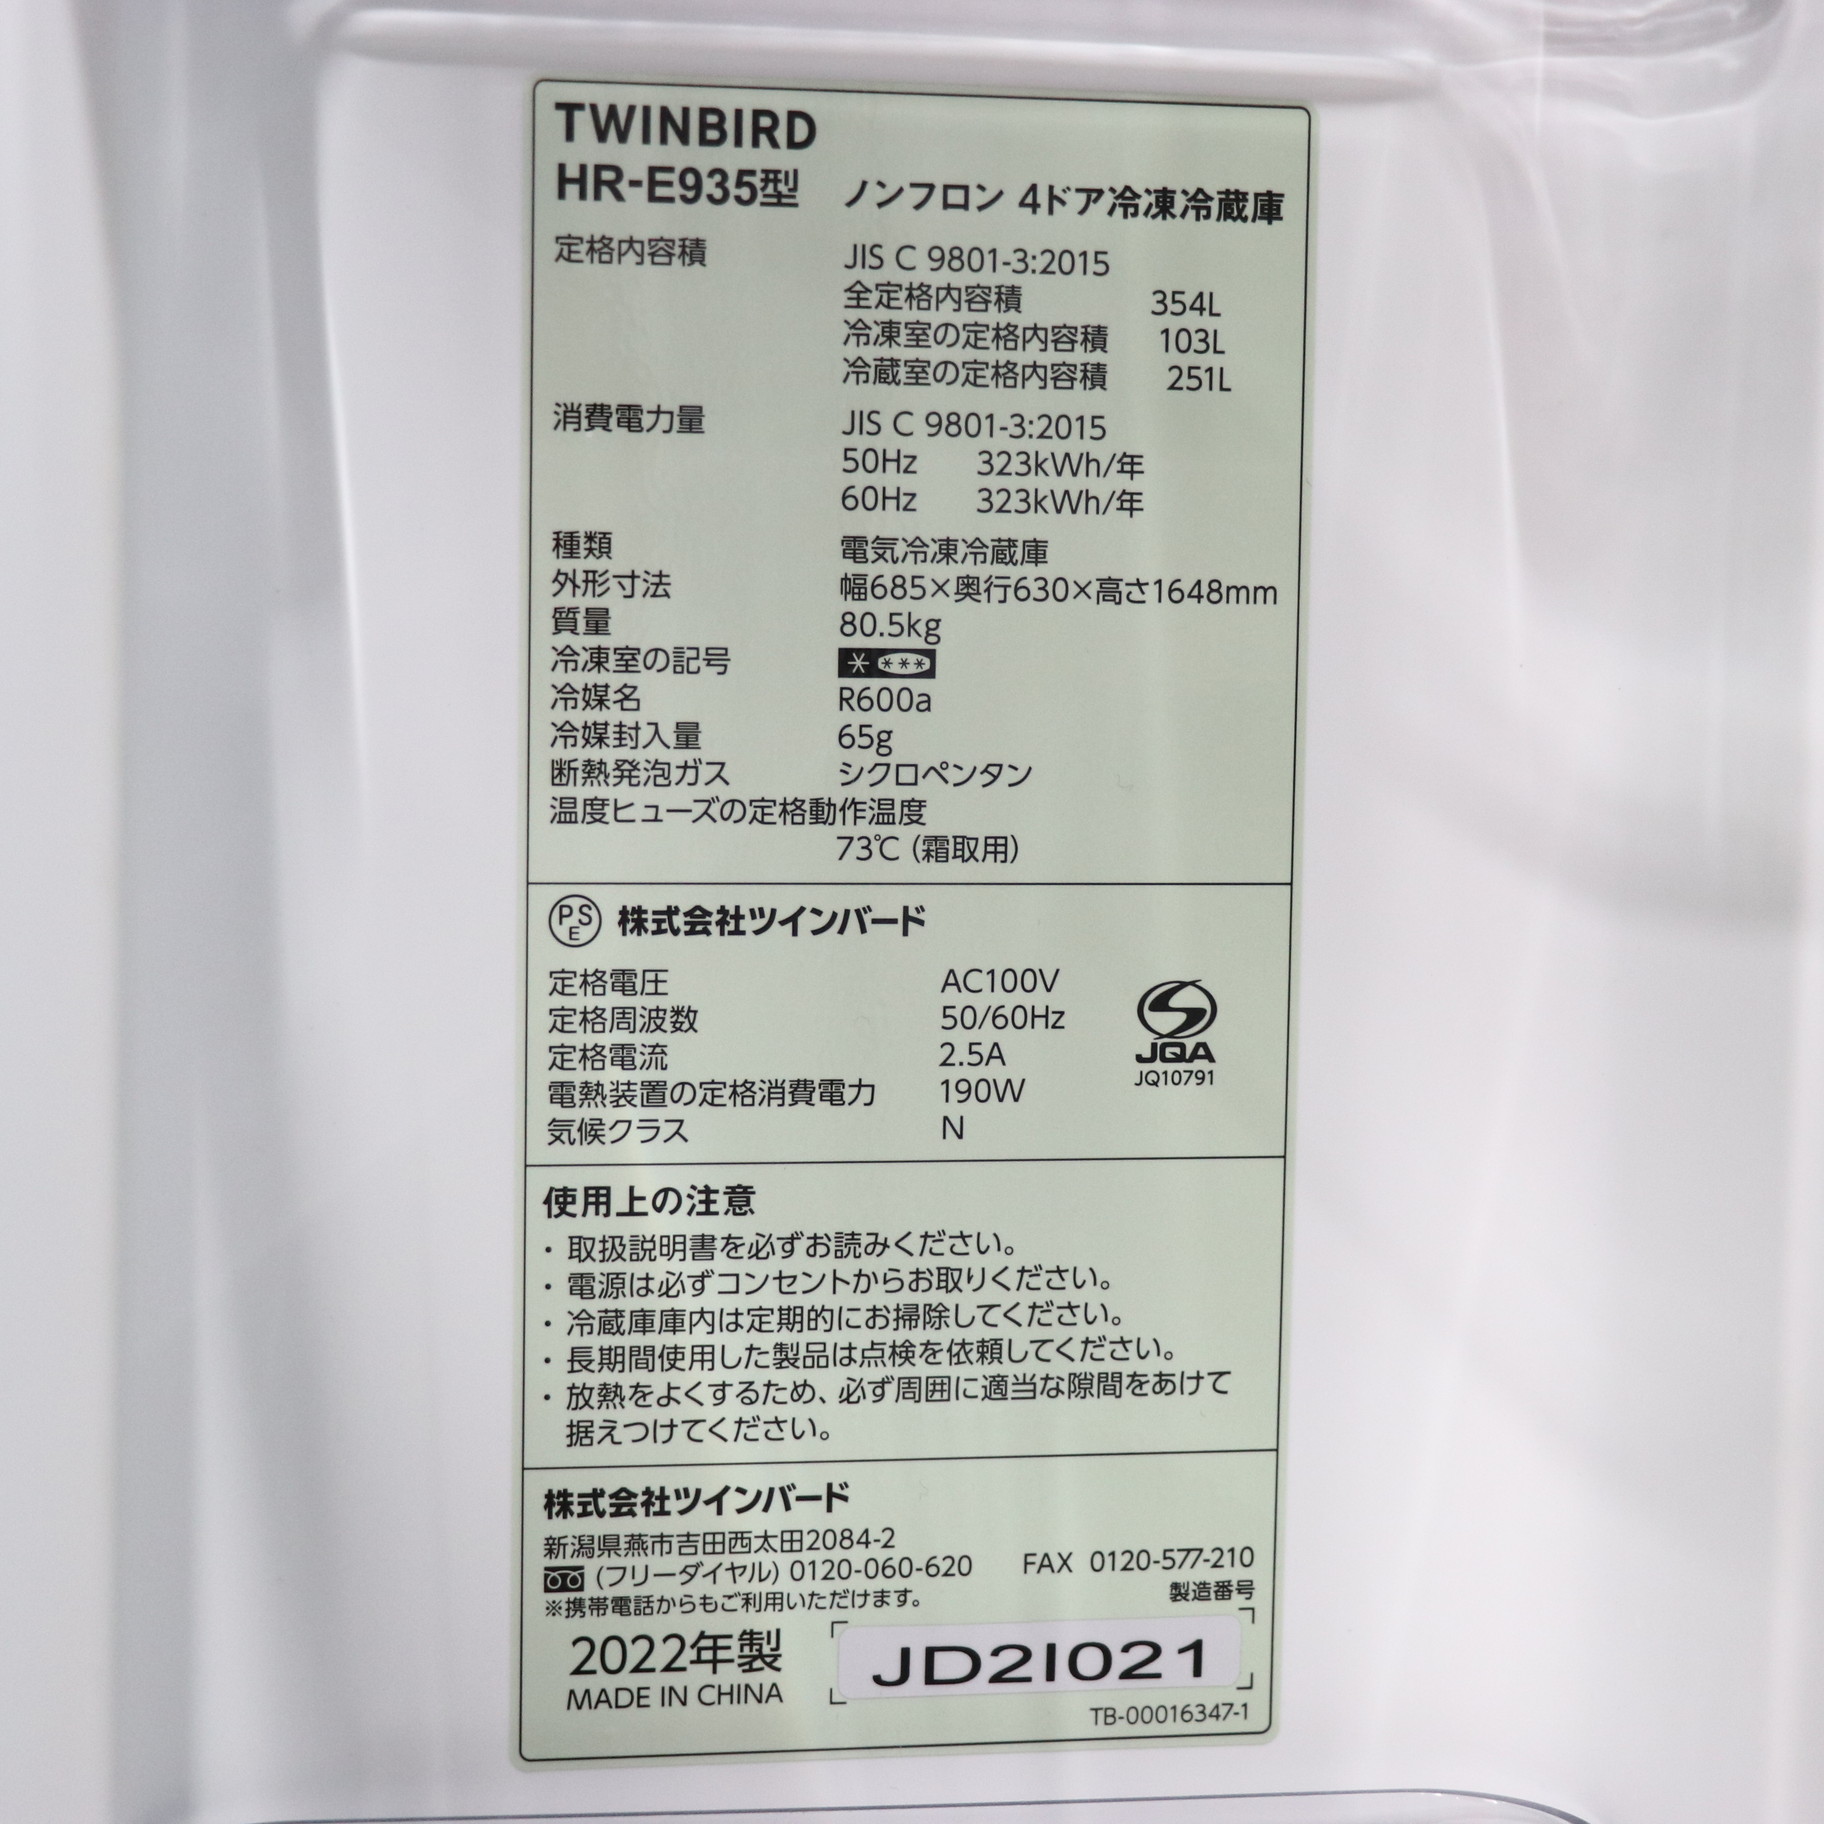 TWINBIRD
HR-E935型 ノンフロン 4ドア冷凍冷蔵庫
定格内容積 JIS C 9801-3:2015
全定格内容積 354L
冷凍室の定格内容積 103L
冷蔵室の定格内容積 251L
消費電力量 JIS C 9801-3:2015
50Hz 323kWh/年
60Hz 323kWh/年
種類 電気冷凍冷蔵庫
外形寸法 幅685×奥行630×高さ1648mm
質量 80.5kg
冷凍室の記号 * ***
冷媒名 R600a
冷媒封入量 65g
断熱発泡ガス シクロペンタン
温度ヒューズの定格動作温度
73℃ (霜取用)
PSE 株式会社ツインバード
定格電圧 AC100V
定格周波数 50/60Hz
定格電流 2.5A
電熱装置の定格消費電力 190W
気候クラス N
JQA
JQ10791
使用上の注意
・取扱説明書を必ずお読みください。
・電源は必ずコンセントからお取りください。
・冷蔵庫庫内は定期的にお掃除してください。
・長期間使用した製品は点検を依頼してください。
・放熱をよくするため、必ず周囲に適当な隙間をあけて
据えつけてください。
株式会社ツインバード
新潟県燕市吉田西太田2084-2
(フリーダイヤル) 0120-060-620 FAX 0120-577-210
※携帯電話からもご利用いただけます。 製造番号
2022年製 JD2I021
MADE IN CHINA
TB-00016347-1